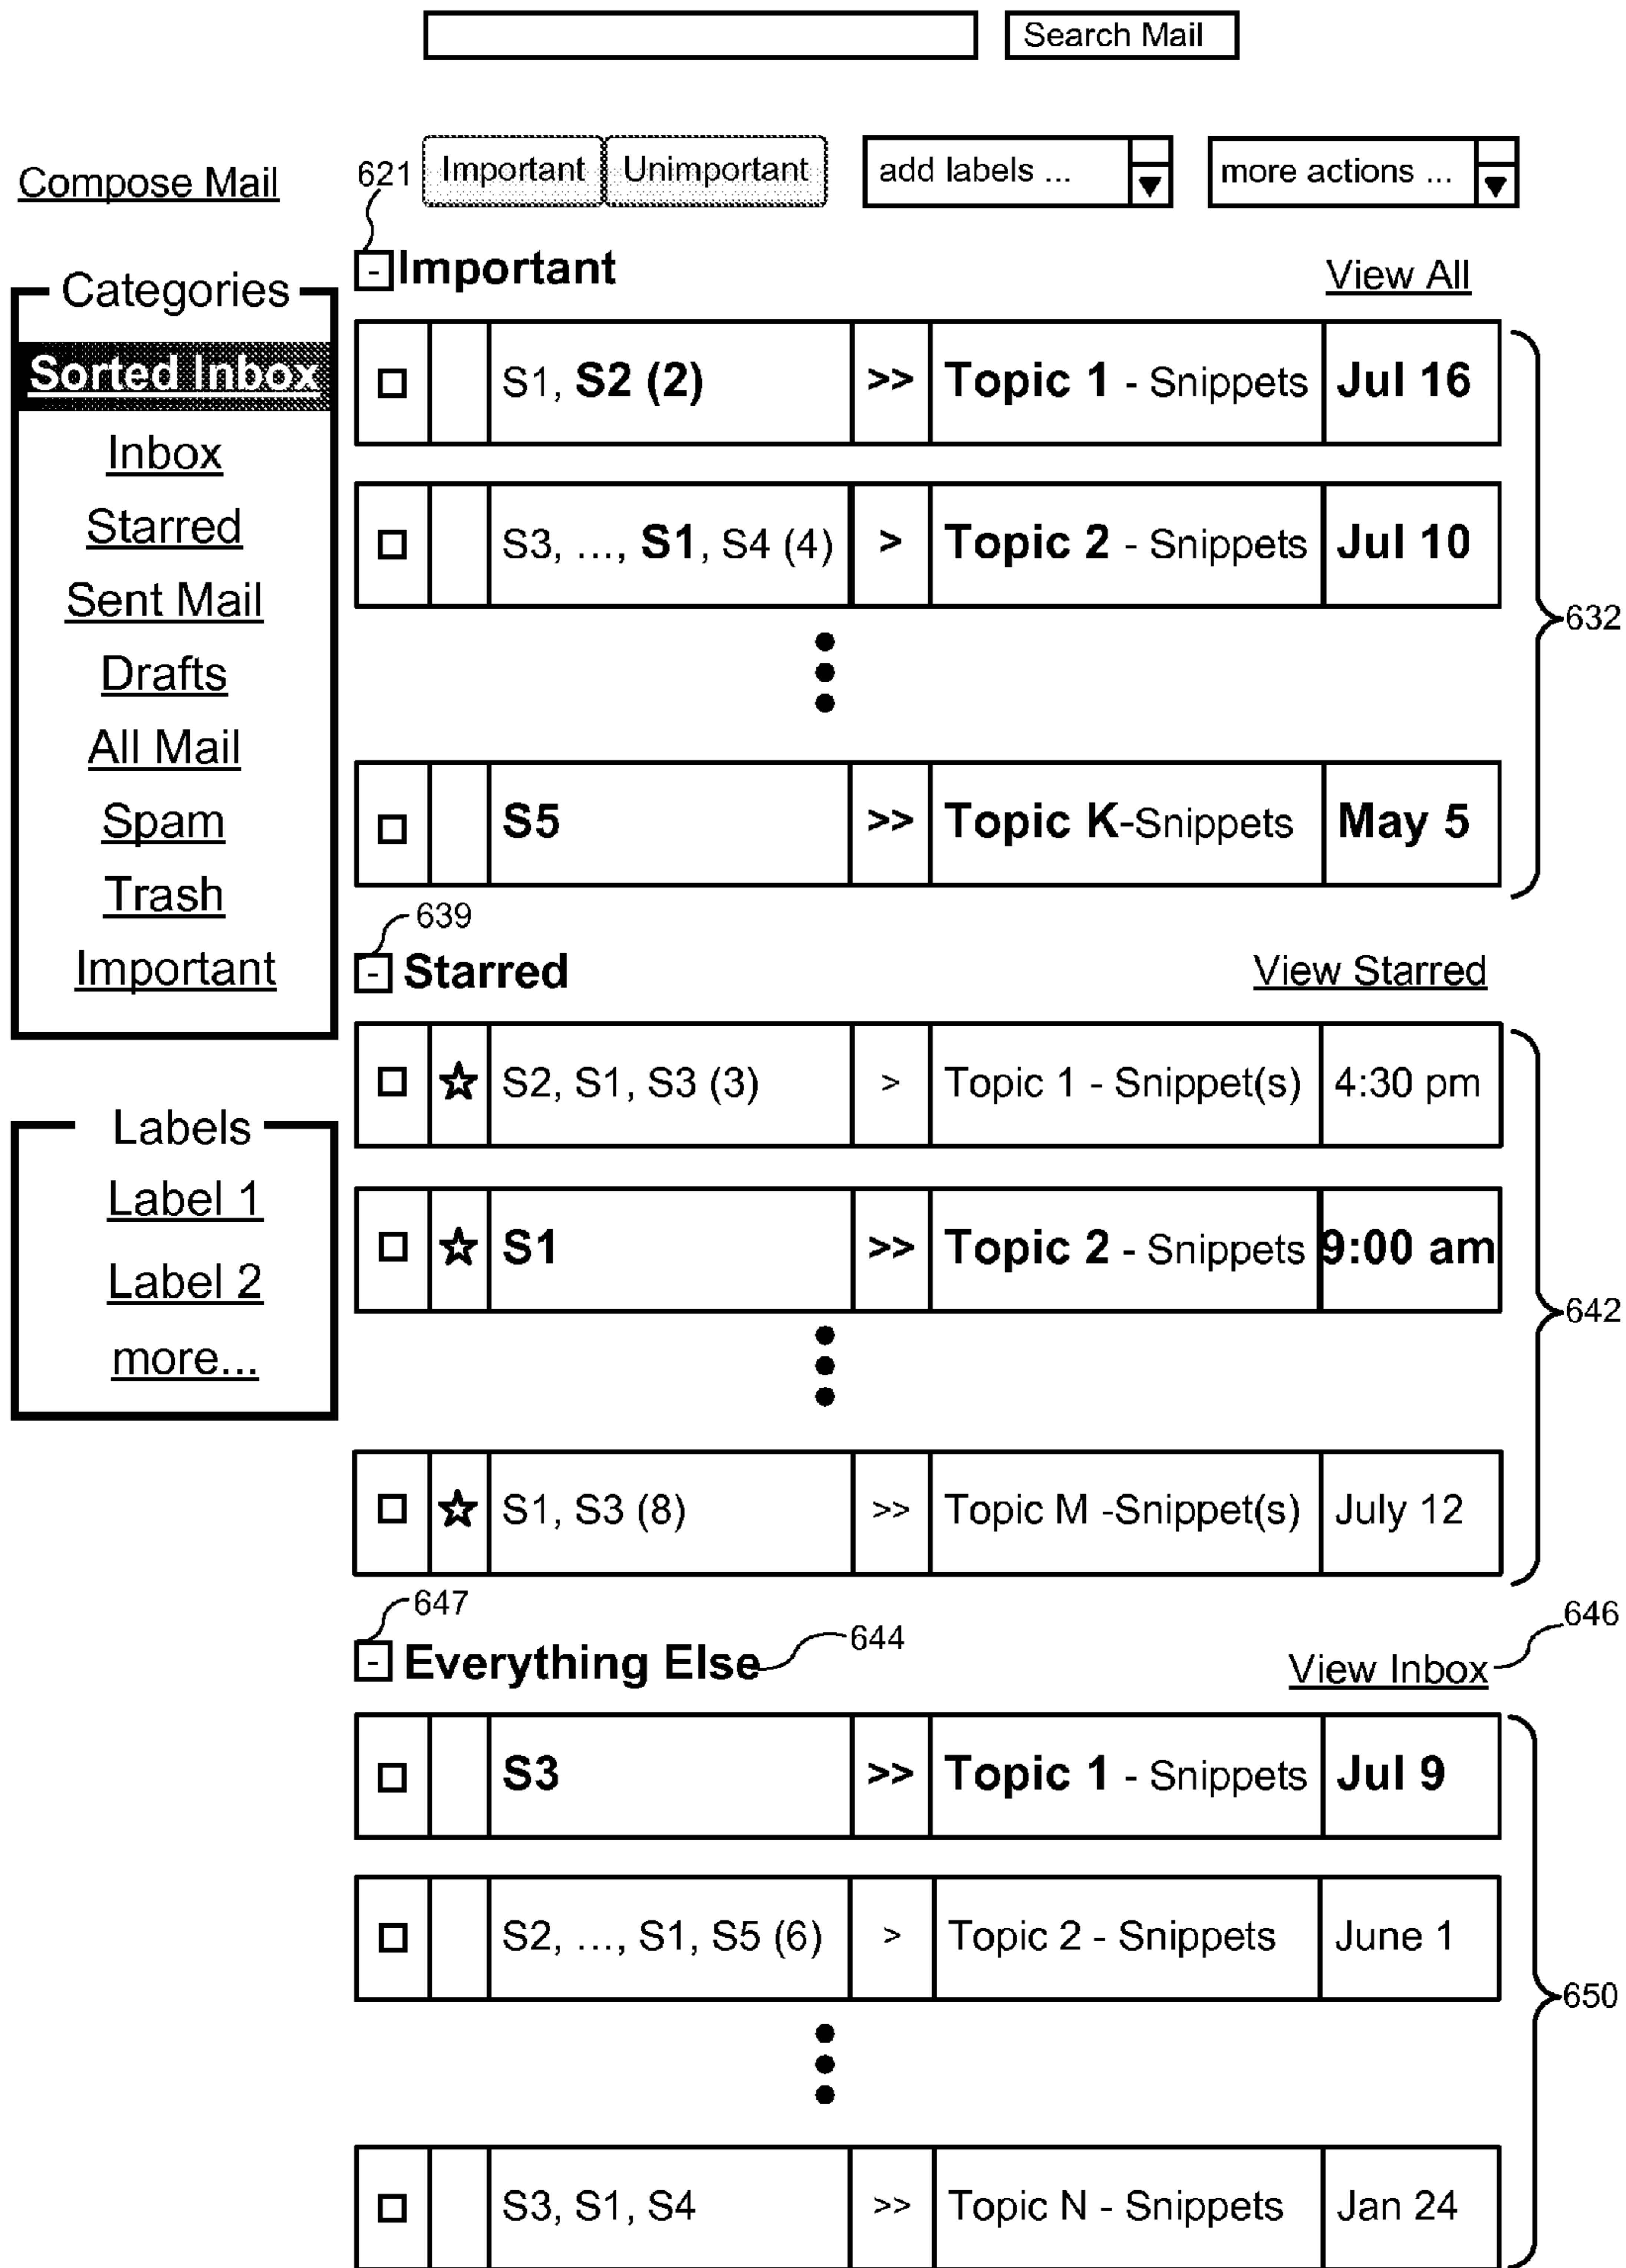 Search Mail
Compose Mail
621
Important Unimportant
add labels ...
more actions ...
Categories
Sorted Inbox
Inbox
Starred
Sent Mail
Drafts
All Mail
Spam
Trash
Important
Labels
Label 1
Label 2
more...
- Important View All
S1, S2 (2) >> Topic 1 - Snippets Jul 16
S3, ..., S1, S4 (4) > Topic 2 - Snippets Jul 10
632
S5 >> Topic K-Snippets May 5
639
- Starred View Starred
S2, S1, S3 (3) > Topic 1 - Snippet(s) 4:30 pm
S1 >> Topic 2 - Snippets 9:00 am
642
S1, S3 (8) >> Topic M -Snippet(s) July 12
647
646
644
- Everything Else View Inbox
S3 >> Topic 1 - Snippets Jul 9
S2, ..., S1, S5 (6) > Topic 2 - Snippets June 1
650
S3, S1, S4 >> Topic N - Snippets Jan 24